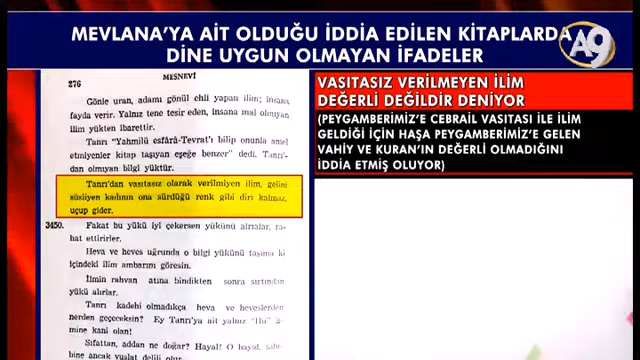 MEVLANA'YA AİT OLDUĞU İDDİA EDİLEN KİTAPLARDA
DİNE UYGUN OLMAYAN İFADELER
A9
276
MESNEVİ
Gönle uran, adamı gönül ehli yapan ilim; insana
fayda verir. Yalnız tene tesir eden, insana mal olmıyan
ilim yükten ibarettir.
Tanrı "Yahmilü esfârâ-Tevrat'ı bilip onunla amel
etmiyenler kitap taşıyan eşeğe benzer" dedi. Tanrı'-
dan olmıyan bilgi yüktür.
Tanrı'dan vasıtasız olarak verilmiyen ilim, gelini
süsliyen kadının ona sürdüğü renk gibi diri kalmaz,
uçup gider.
3450. Fakat bu yükü iyi çekersen yükünü alırlar, ra-
hat ettirirler.
Heva ve heves uğrunda o bilgi yükünü taşıma ki
içindeki ilim ambarını göresin.
İlmin rahvan atına bindikten sonra sırtından
yükü alırlar.
Tanrı kadehi olmadıkça heva ve heveslerden
nerden geçeceksin? Ey Tanrı'ya ait yalnız "Hu" is-
mine kani olan!
Sıfattan, addan ne doğar? Hayal! O hayal, sahi-
bine ancak vuslat delili olur.
VASITASIZ VERİLMEYEN İLİM
DEĞERLİ DEĞİLDİR DENİYOR
(PEYGAMBERİMİZ'E CEBRAİL VASITASI İLE İLİM
GELDİĞİ İÇİN HAŞA PEYGAMBERİMİZ'E GELEN
VAHİY VE KURAN'IN DEĞERLİ OLMADIĞINI
İDDİA ETMİŞ OLUYOR)